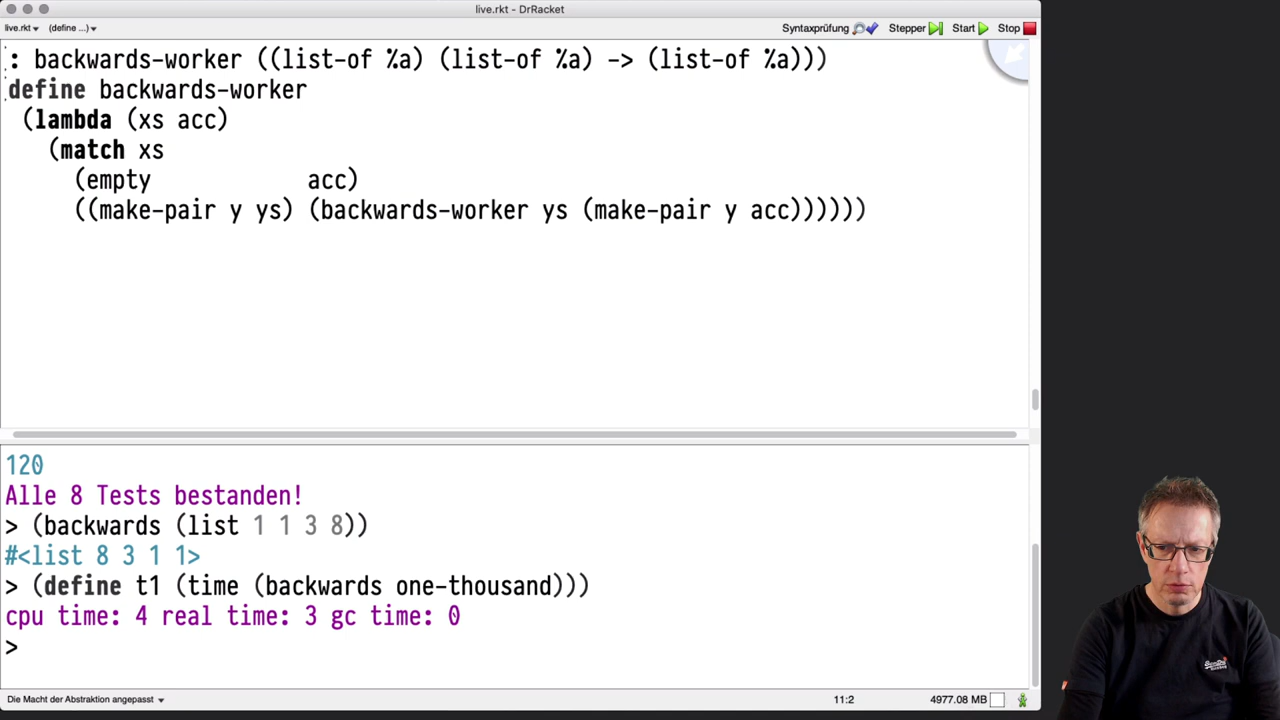 live.rkt - DrRacket
live.rkt (define ...) Syntaxprüfung Stepper Start Stop
: backwards-worker ((list-of %a) (list-of %a) -> (list-of %a)))
define backwards-worker
(lambda (xs acc)
(match xs
(empty acc)
((make-pair y ys) (backwards-worker ys (make-pair y acc))))))
120
Alle 8 Tests bestanden!
> (backwards (list 1 1 3 8))
#<list 8 3 1 1>
> (define t1 (time (backwards one-thousand)))
cpu time: 4 real time: 3 gc time: 0
>
Die Macht der Abstraktion angepasst 11:2 4977.08 MB